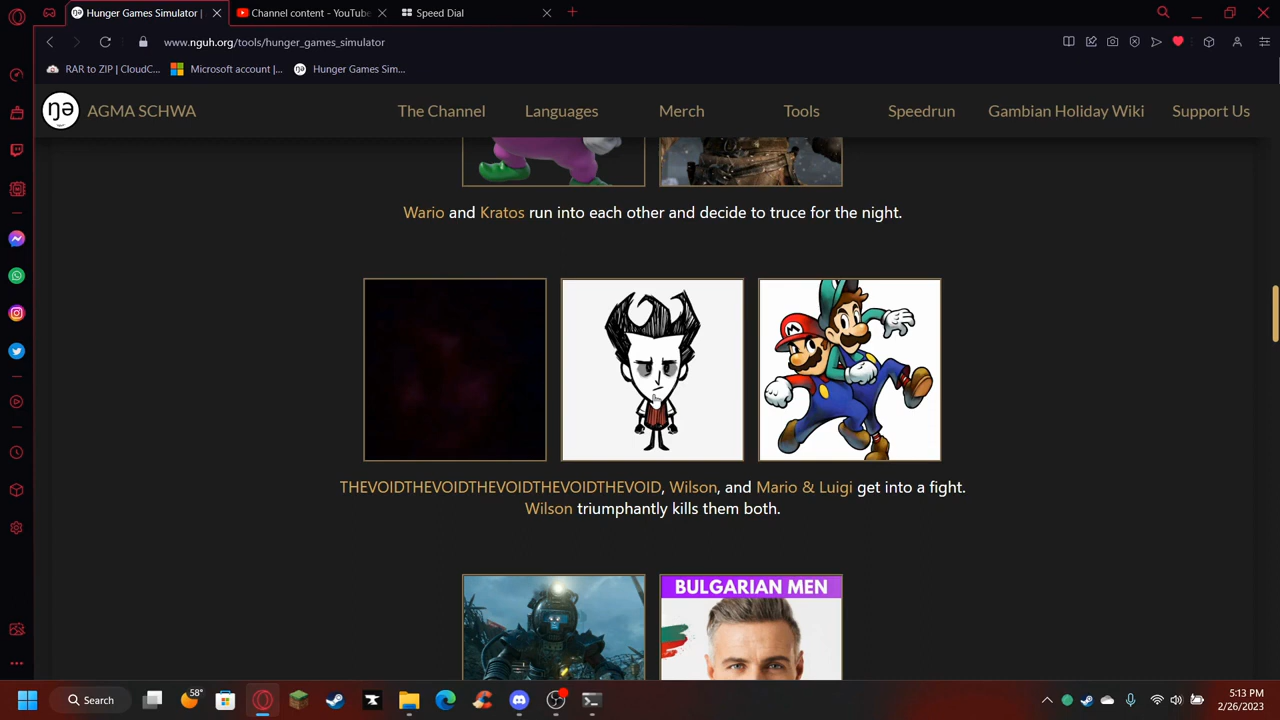 Hunger Games Simulator |
Channel content - YouTube
Speed Dial
www.nguh.org/tools/hunger_games_simulator
RAR to ZIP | CloudC...
Microsoft account |...
Hunger Games Sim...
ŋə
AGMA SCHWA
The Channel
Languages
Merch
Tools
Speedrun
Gambian Holiday Wiki
Support Us
Wario and Kratos run into each other and decide to truce for the night.
M
THEVOIDTHEVOIDTHEVOIDTHEVOIDTHEVOID, Wilson, and Mario & Luigi get into a fight.
Wilson triumphantly kills them both.
BULGARIAN MEN
58°
Search
5:13 PM
2/26/2023